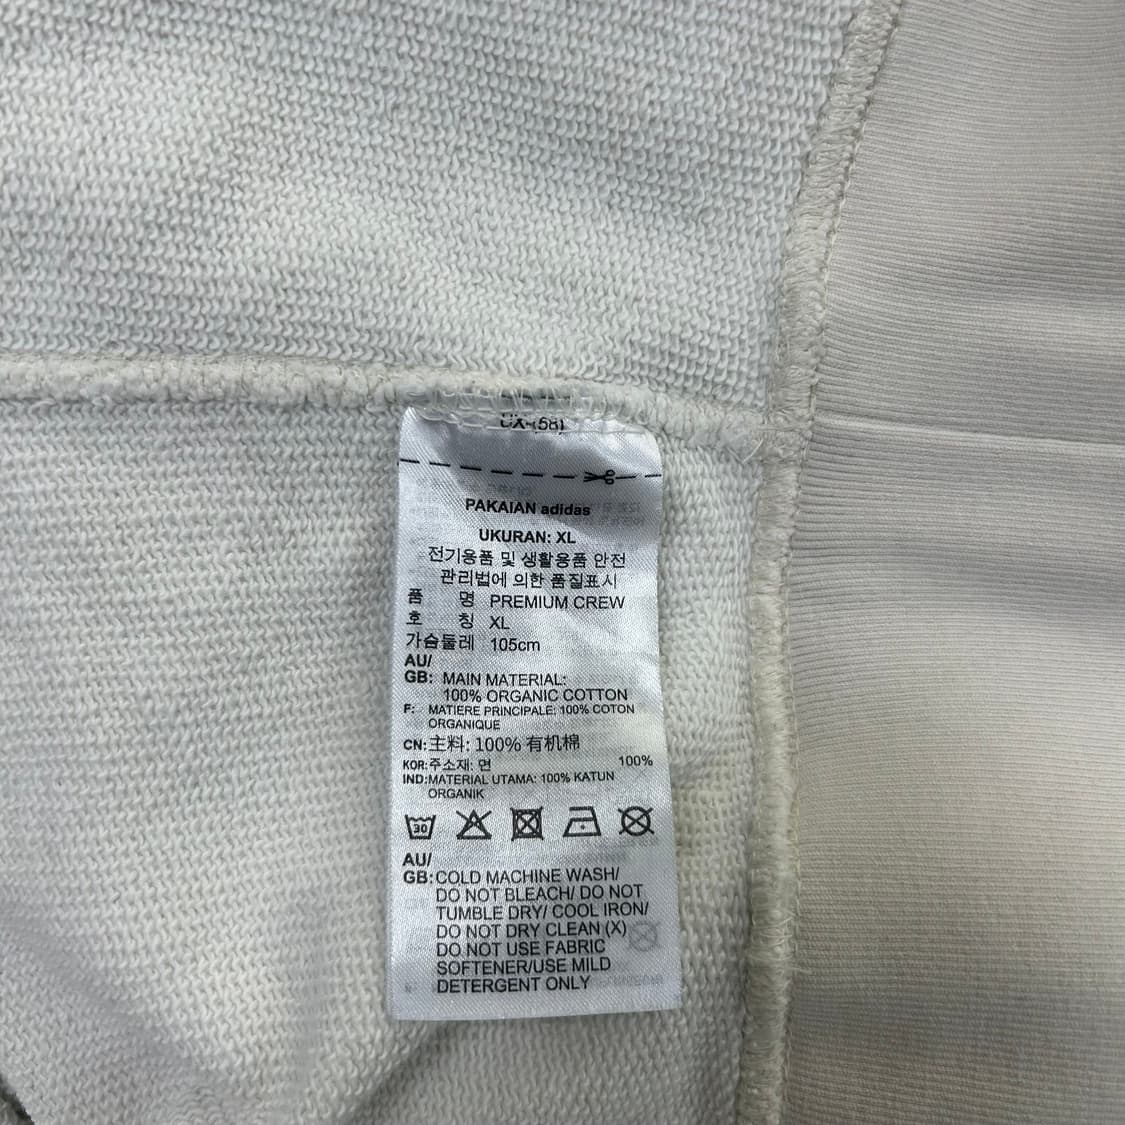 UX-(58)
PAKAIAN adidas
UKURAN: XL
전기용품 및 생활용품 안전
관리법에 의한 품질표시
품 명 PREMIUM CREW
호 칭 XL
가슴둘레 105cm
AU/
GB: MAIN MATERIAL:
100% ORGANIC COTTON
F: MATIERE PRINCIPALE: 100% COTON
ORGANIQUE
CN:主料: 100% 有机棉
KOR:주소재: 면 100%
IND:MATERIAL UTAMA: 100% KATUN
ORGANIK
30
AU/
GB:COLD MACHINE WASH/
DO NOT BLEACH/ DO NOT
TUMBLE DRY/ COOL IRON/
DO NOT DRY CLEAN (X)
DO NOT USE FABRIC
SOFTENER/USE MILD
DETERGENT ONLY